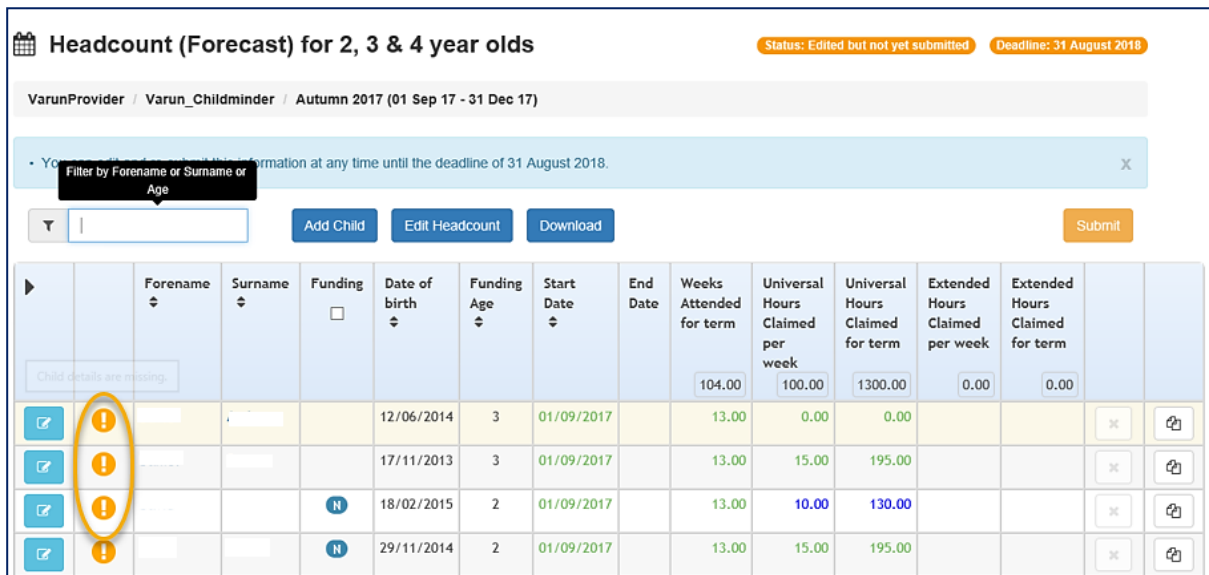 Headcount (Forecast) for 2, 3 & 4 year olds
Status: Edited but not yet submitted
Deadline: 31 August 2018
VarunProvider / Varun_Childminder / Autumn 2017 (01 Sep 17 - 31 Dec 17)
• You can edit and re-submit this information at any time until the deadline of 31 August 2018. x
Filter by Forename or Surname or
Age
Add Child Edit Headcount Download Submit
Forename Surname Funding Date of birth Funding Age Start Date End Date Weeks Attended for term Universal Hours Claimed per week Universal Hours Claimed for term Extended Hours Claimed per week Extended Hours Claimed for term
Child details are missing.
104.00 100.00 1300.00 0.00 0.00
12/06/2014 3 01/09/2017 13.00 0.00 0.00
17/11/2013 3 01/09/2017 13.00 15.00 195.00
N 18/02/2015 2 01/09/2017 13.00 10.00 130.00
N 29/11/2014 2 01/09/2017 13.00 15.00 195.00